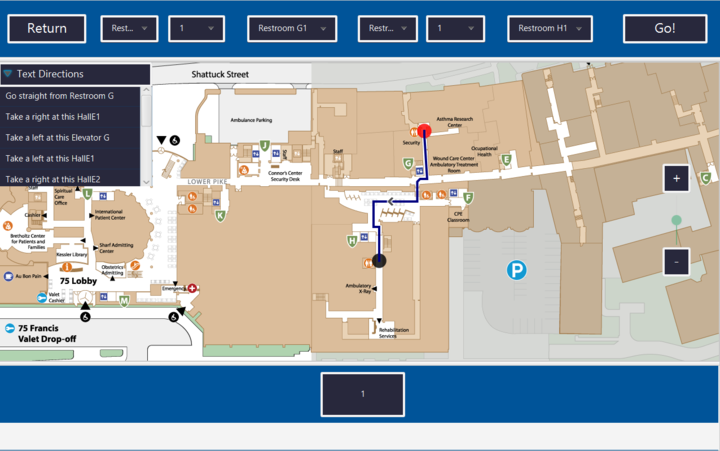 Return
Rest...
1
Restroom G1
Restr...
1
Restroom H1
Go!
Text Directions
Go straight from Restroom G
Take a right at this HallE1
Take a left at this Elevator G
Take a left at this HallE1
Take a right at this HallE2
Shattuck Street
Ambulance Parking
J
Staff
Connor's Center
Security Desk
LOWER PIKE
K
Staff
Asthma Research
Center
Security
G
Wound Care Center
Ambulatory Treatment
Room
Occupational
Health
E
C
F
CPE
Classroom
H
Ambulatory
X-Ray
Rehabilitation
Services
P
+
-
Staff
Spiritual
Care
Office
L
Cashier
International
Patient Center
Bretholtz Center
for Patients and
Families
Kessler Library
Sharf Admitting
Center
Obstetrics
Admitting
Au Bon Pain
75 Lobby
Valet
Cashier
M
Emergency
75 Francis
Valet Drop-off
1